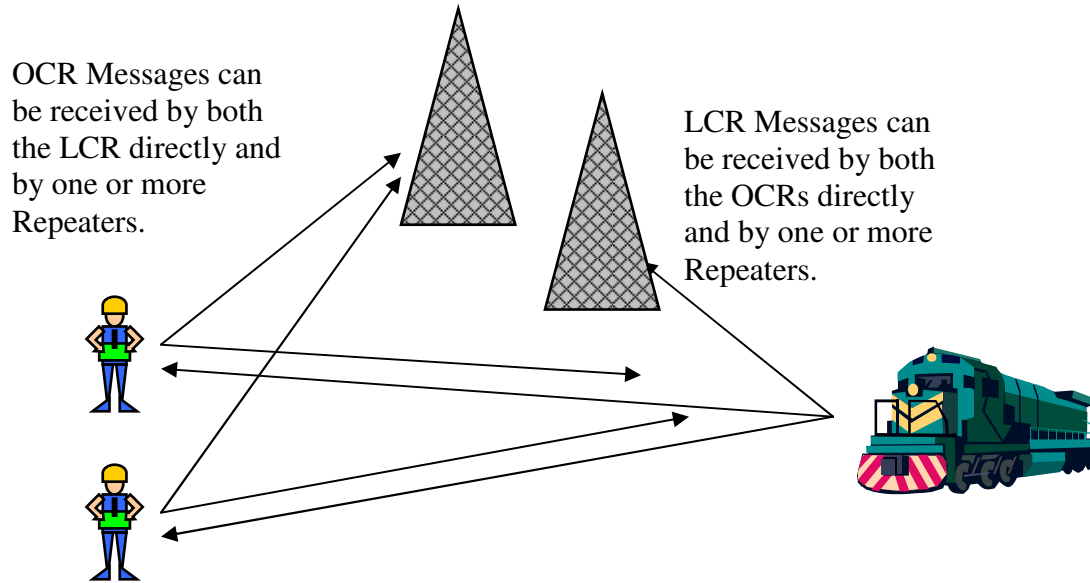 OCR Messages can
be received by both
the LCR directly and
by one or more
Repeaters.
LCR Messages can
be received by both
the OCRs directly
and by one or more
Repeaters.